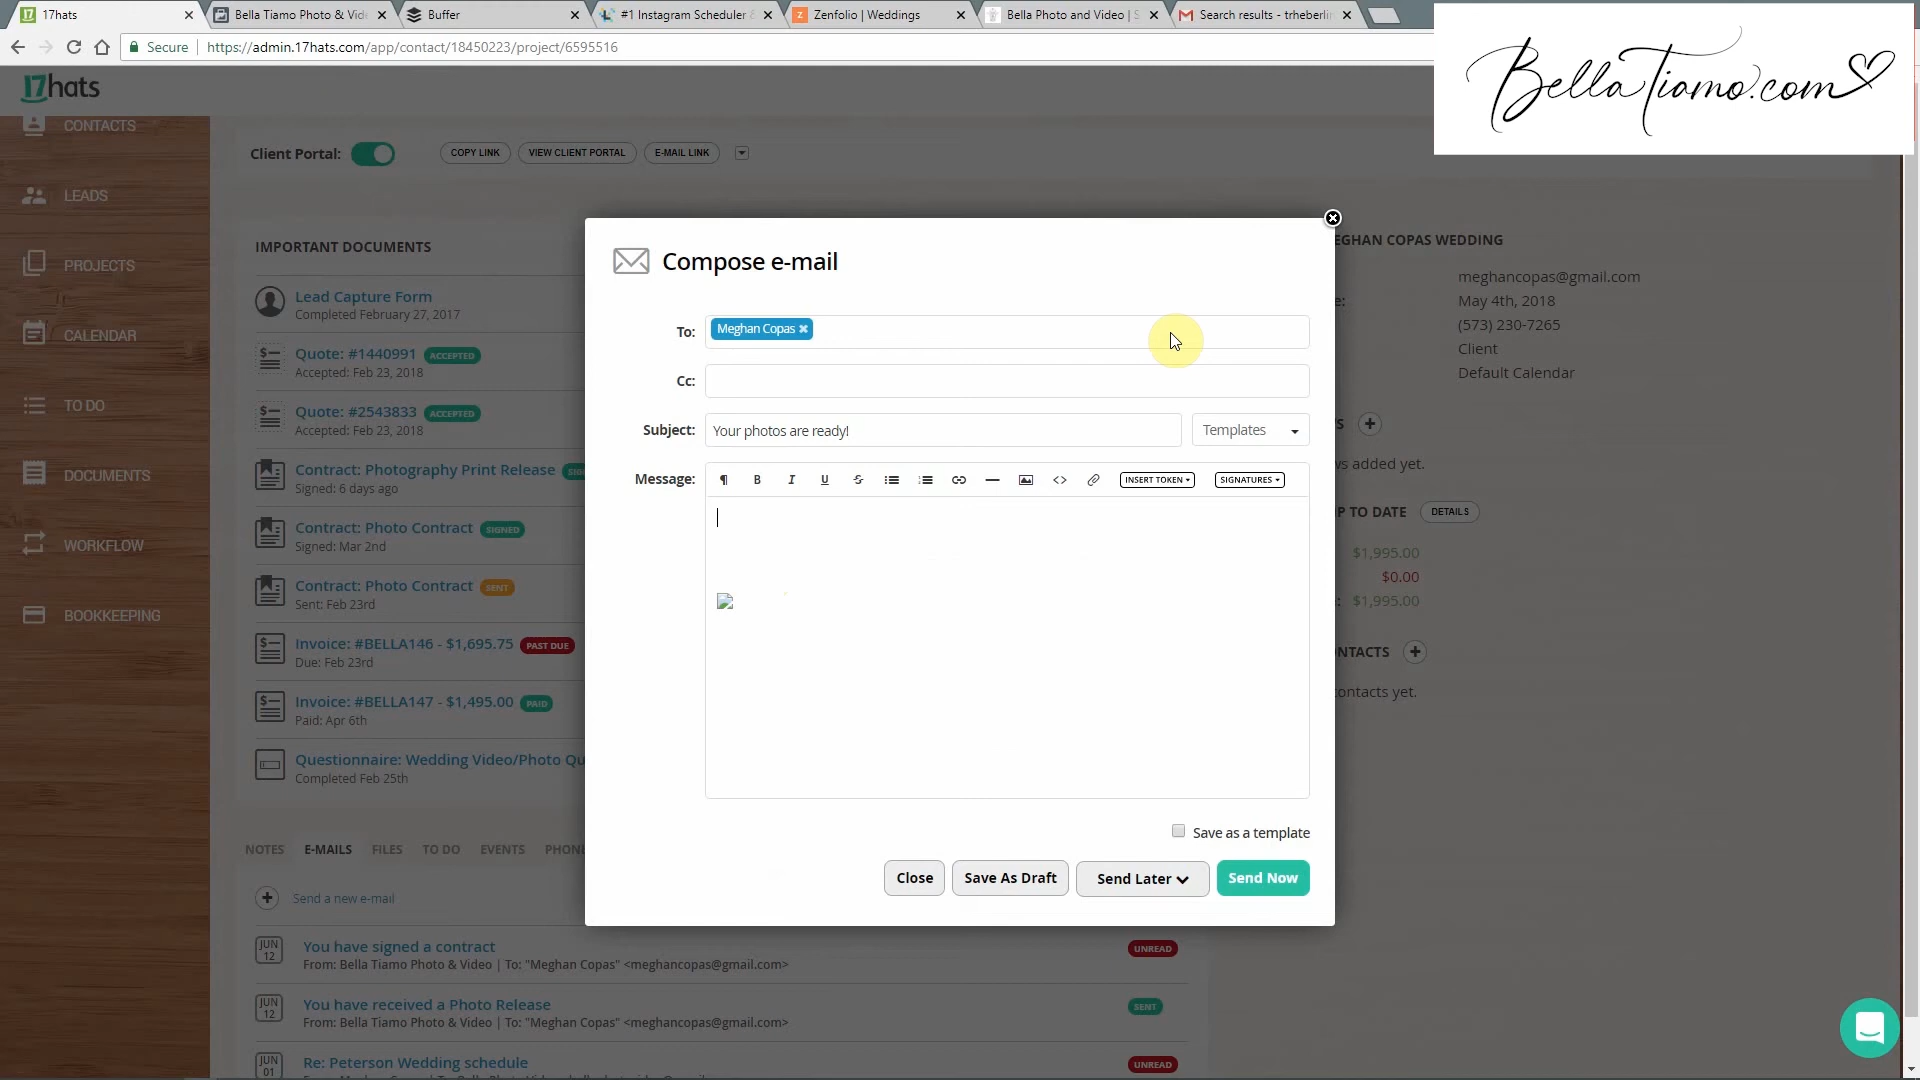 17hats
Bella Tiamo Photo & Vid
Buffer
#1 Instagram Scheduler
Zenfolio | Weddings
Bella Photo and Video |
Search results - trheberlin
Secure
https://admin.17hats.com/app/contact/18450223/project/6595516
BellaTiamo.com
17hats
CONTACTS
LEADS
PROJECTS
CALENDAR
TO DO
DOCUMENTS
WORKFLOW
BOOKKEEPING
Client Portal:
COPY LINK
VIEW CLIENT PORTAL
E-MAIL LINK
IMPORTANT DOCUMENTS
Lead Capture Form
Completed February 27, 2017
Quote: #1440991 ACCEPTED
Accepted: Feb 23, 2018
Quote: #2543833 ACCEPTED
Accepted: Feb 23, 2018
Contract: Photography Print Release
Signed: 6 days ago
Contract: Photo Contract SIGNED
Signed: Mar 2nd
Contract: Photo Contract SENT
Sent: Feb 23rd
Invoice: #BELLA146 - $1,695.75 PAST DUE
Due: Feb 23rd
Invoice: #BELLA147 - $1,495.00 PAID
Paid: Apr 6th
Questionnaire: Wedding Video/Photo Qu
Completed Feb 25th
NOTES
E-MAILS
FILES
TO DO
EVENTS
PHONE
Send a new e-mail
JUN 12
You have signed a contract
UNREAD
From: Bella Tiamo Photo & Video | To: "Meghan Copas" <meghancopas@gmail.com>
JUN 12
You have received a Photo Release
SENT
From: Bella Tiamo Photo & Video | To: "Meghan Copas" <meghancopas@gmail.com>
JUN 01
Re: Peterson Wedding schedule
UNREAD
Compose e-mail
To:
Meghan Copas
Cc:
Subject:
Your photos are ready!
Templates
Message:
INSERT TOKEN
SIGNATURES
Save as a template
Close
Save As Draft
Send Later
Send Now
EGHAN COPAS WEDDING
meghancopas@gmail.com
May 4th, 2018
(573) 230-7265
Client
Default Calendar
ws added yet.
P TO DATE
DETAILS
$1,995.00
$0.00
$1,995.00
NTACTS
ontacts yet.